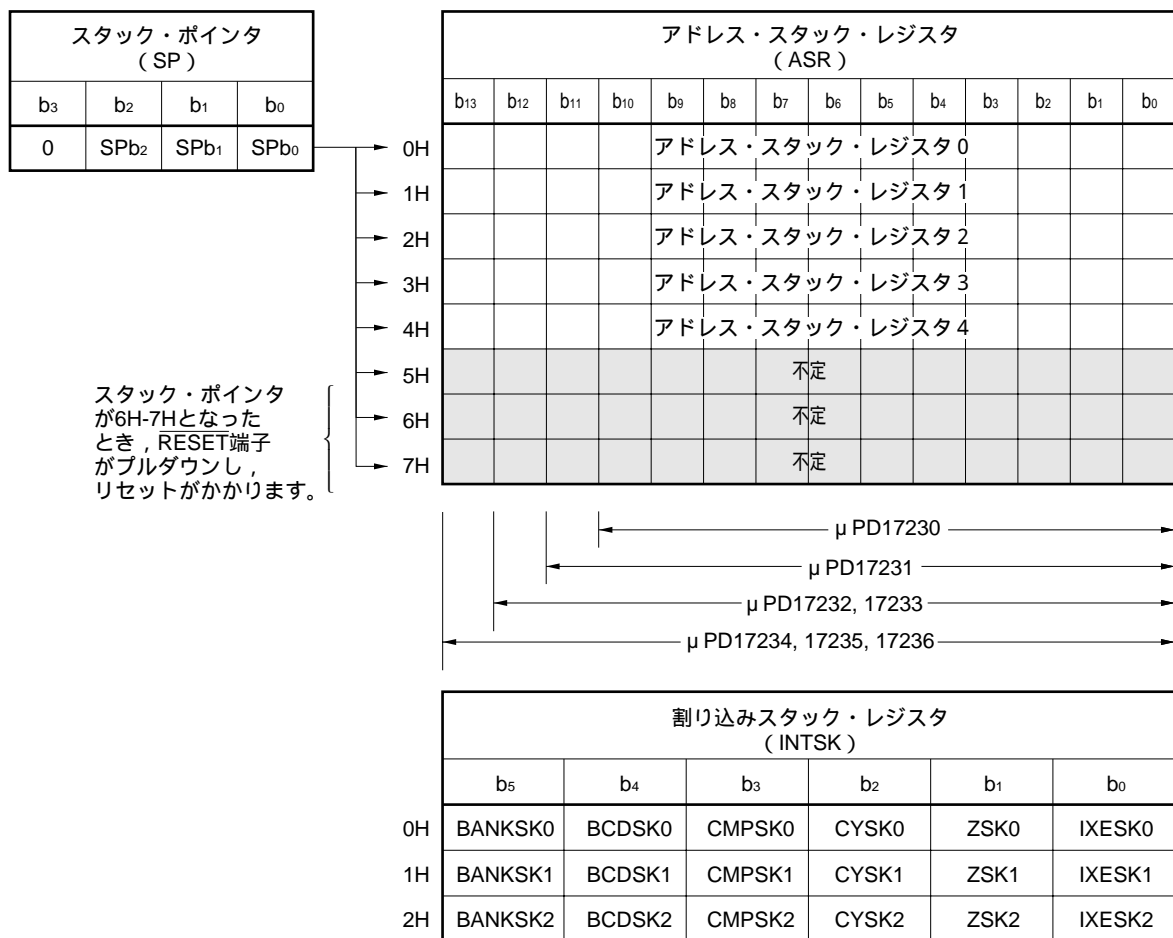 スタック・ポインタ
（SP）
b3 b2 b1 b0
0 SPb2 SPb1 SPb0
アドレス・スタック・レジスタ
（ASR）
b13 b12 b11 b10 b9 b8 b7 b6 b5 b4 b3 b2 b1 b0
0H アドレス・スタック・レジスタ0
1H アドレス・スタック・レジスタ1
2H アドレス・スタック・レジスタ2
3H アドレス・スタック・レジスタ3
4H アドレス・スタック・レジスタ4
5H 不定
6H 不定
7H 不定
スタック・ポインタ
が6H-7Hとなった
とき，RESET端子
がプルダウンし，
リセットがかかります。
μPD17230
μPD17231
μPD17232, 17233
μPD17234, 17235, 17236
割り込みスタック・レジスタ
（INTSK）
b5 b4 b3 b2 b1 b0
0H BANKSK0 BCDSK0 CMPSK0 CYSK0 ZSK0 IXESK0
1H BANKSK1 BCDSK1 CMPSK1 CYSK1 ZSK1 IXESK1
2H BANKSK2 BCDSK2 CMPSK2 CYSK2 ZSK2 IXESK2